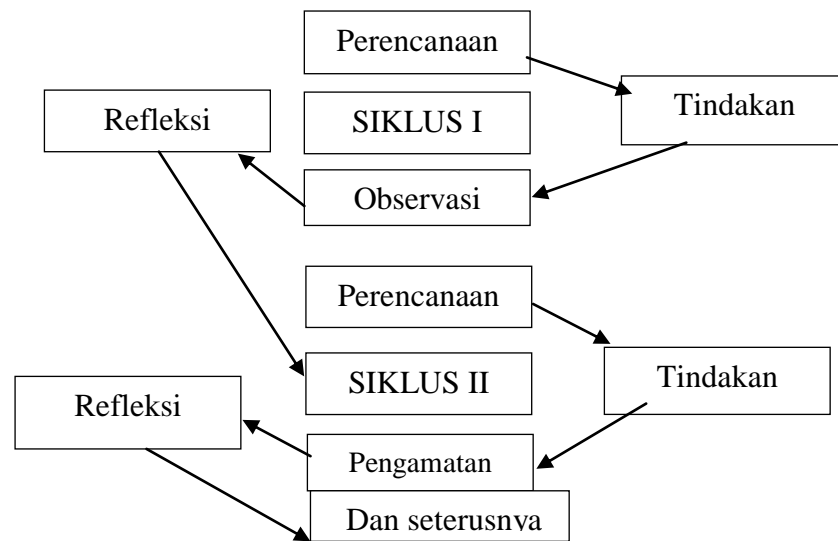 Perencanaan
Tindakan
Refleksi
SIKLUS I
Observasi
Perencanaan
Tindakan
SIKLUS II
Refleksi
Pengamatan
Dan seterusnya